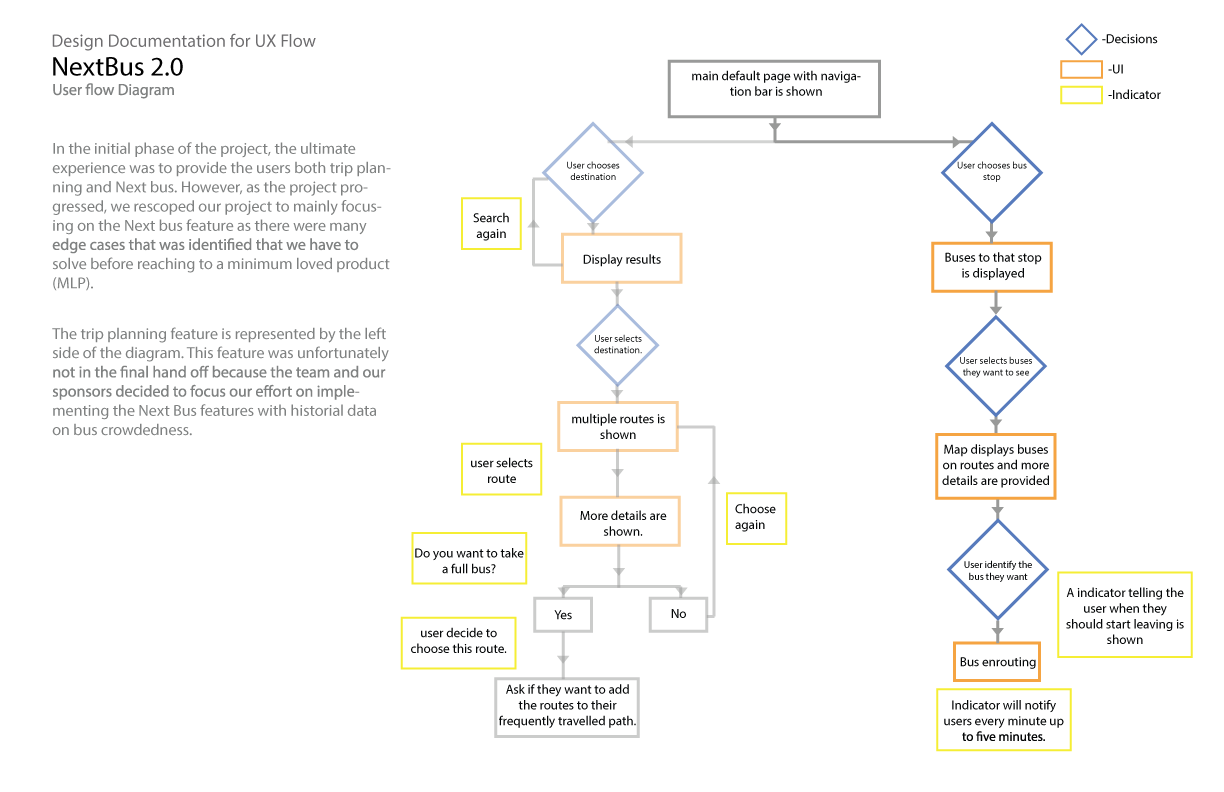 Design Documentation for UX Flow
NextBus 2.0
User flow Diagram
In the initial phase of the project, the ultimate
experience was to provide the users both trip plan-
ning and Next bus. However, as the project pro-
gressed, we rescoped our project to mainly focus-
ing on the Next bus feature as there were many
edge cases that was identified that we have to
solve before reaching to a minimum loved product
(MLP).
The trip planning feature is represented by the left
side of the diagram. This feature was unfortunately
not in the final hand off because the team and our
sponsors decided to focus our effort on imple-
menting the Next Bus features with historial data
on bus crowdedness.
-Decisions
-UI
-Indicator
main default page with naviga-
tion bar is shown
User chooses
destination
Search
again
Display results
User selects
destination.
multiple routes is
shown
user selects
route
More details are
shown.
Choose
again
Do you want to take
a full bus?
Yes
No
user decide to
choose this route.
Ask if they want to add
the routes to their
frequently travelled path.
User chooses bus
stop
Buses to that stop
is displayed
User selects buses
they want to see
Map displays buses
on routes and more
details are provided
User identify the
bus they want
A indicator telling the
user when they
should start leaving is
shown
Bus enrouting
Indicator will notify
users every minute up
to five minutes.